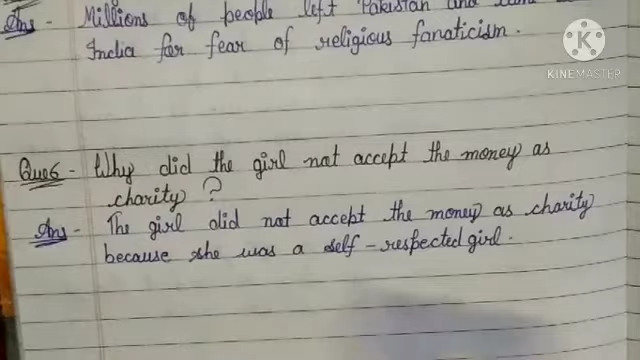 Ans - Millions of people left Pakistan and
India for fear of religious fanaticism.
KINEMASTER
Que6 - Why did the girl not accept the money as
charity?
Ans - The girl did not accept the money as charity
because she was a self-respected girl.